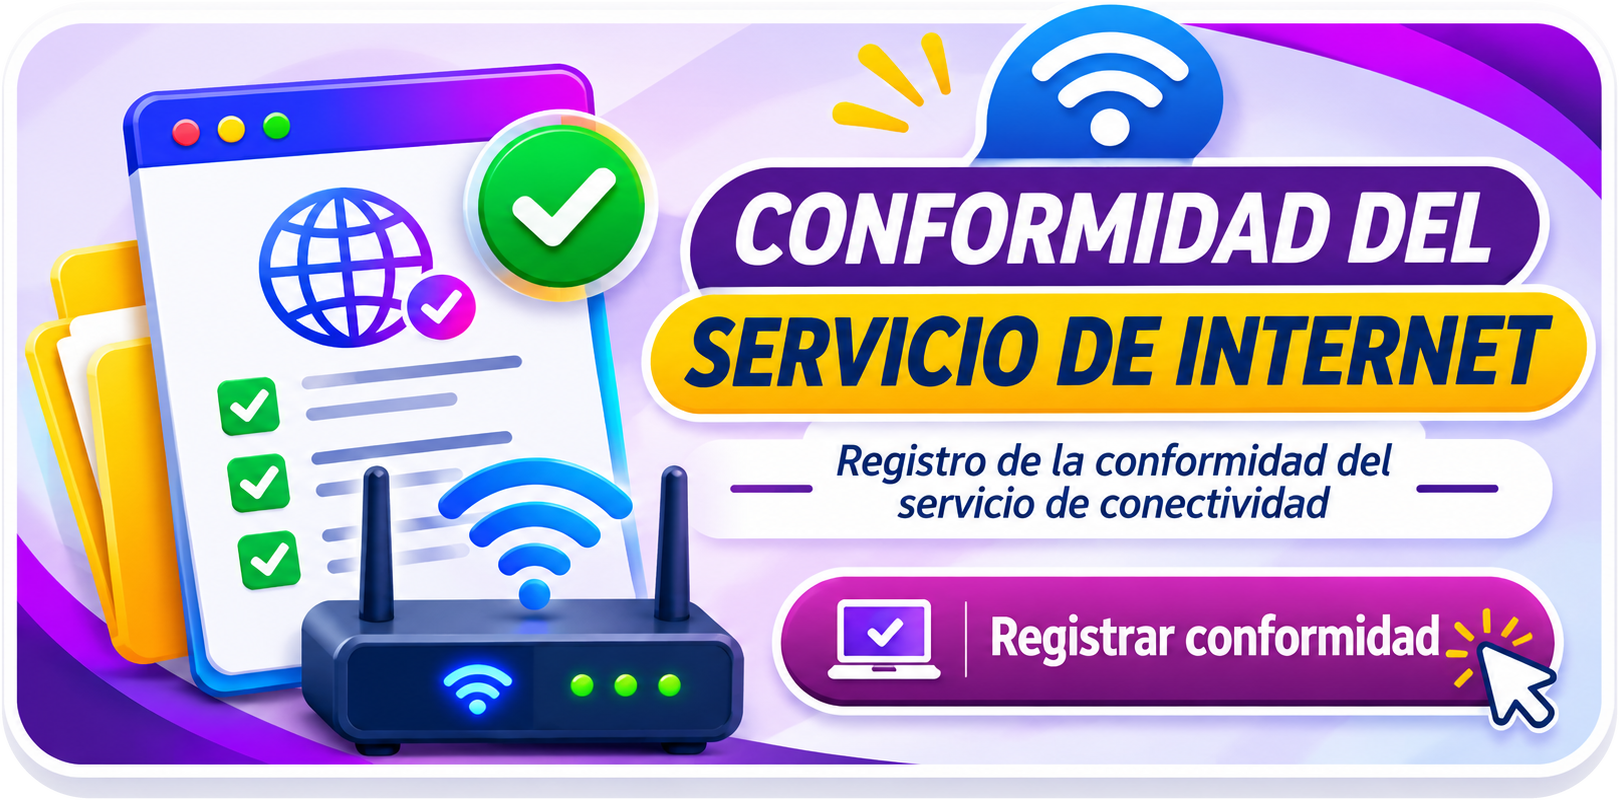 CONFORMIDAD DEL
SERVICIO DE INTERNET
Registro de la conformidad del
servicio de conectividad
Registrar conformidad